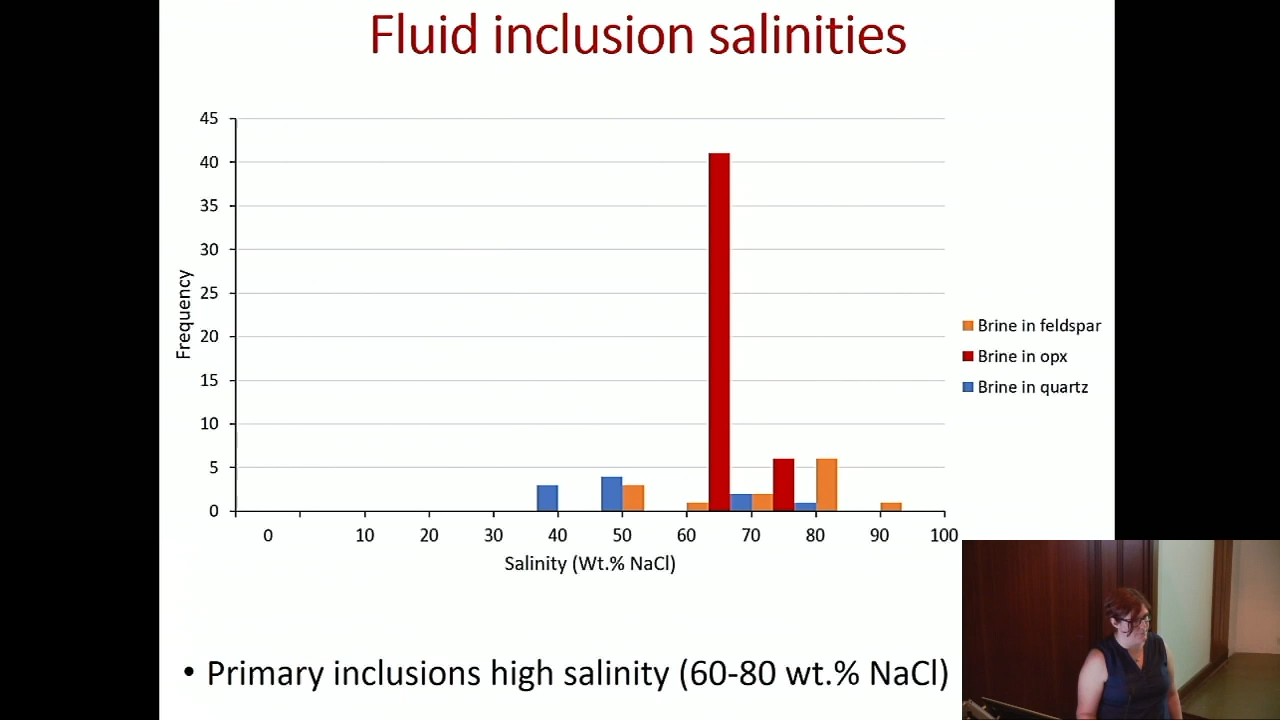 Fluid inclusion salinities
45
40
35
30
25
20
15
10
5
0
Frequency
0 10 20 30 40 50 60 70 80 90 100
Salinity (Wt.% NaCl)
Brine in feldspar
Brine in opx
Brine in quartz
• Primary inclusions high salinity (60-80 wt.% NaCl)